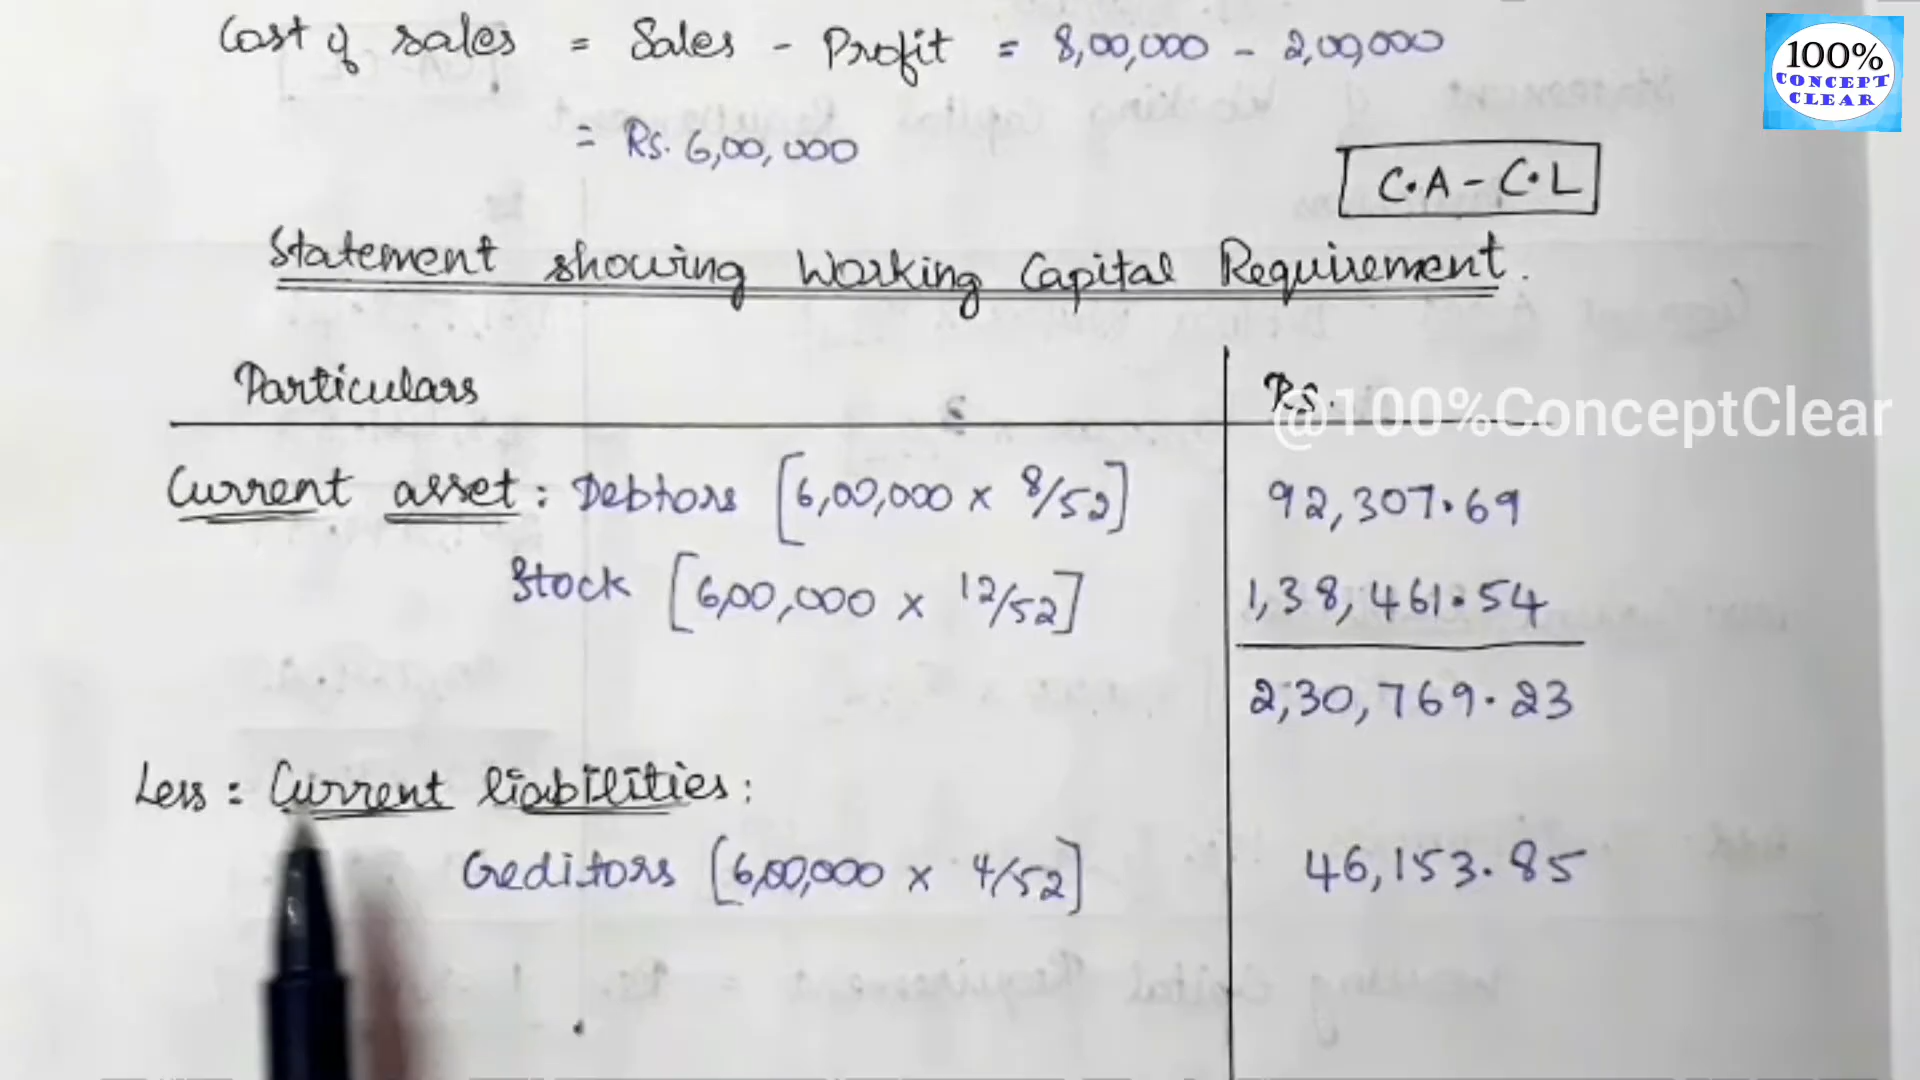 Cost of sales = Sales - Profit = 8,00,000 - 2,00,000
= Rs. 6,00,000
100%
CONCEPT
CLEAR
C.A - C.L
Statement showing Working Capital Requirement.
Particulars Rs.
@100%ConceptClear
Current asset : Debtors [6,00,000 x 8/52] 92,307.69
Stock [6,00,000 x 12/52] 1,38,461.54
2,30,769.23
Less : Current liabilities :
Creditors [6,00,000 x 4/52] 46,153.85